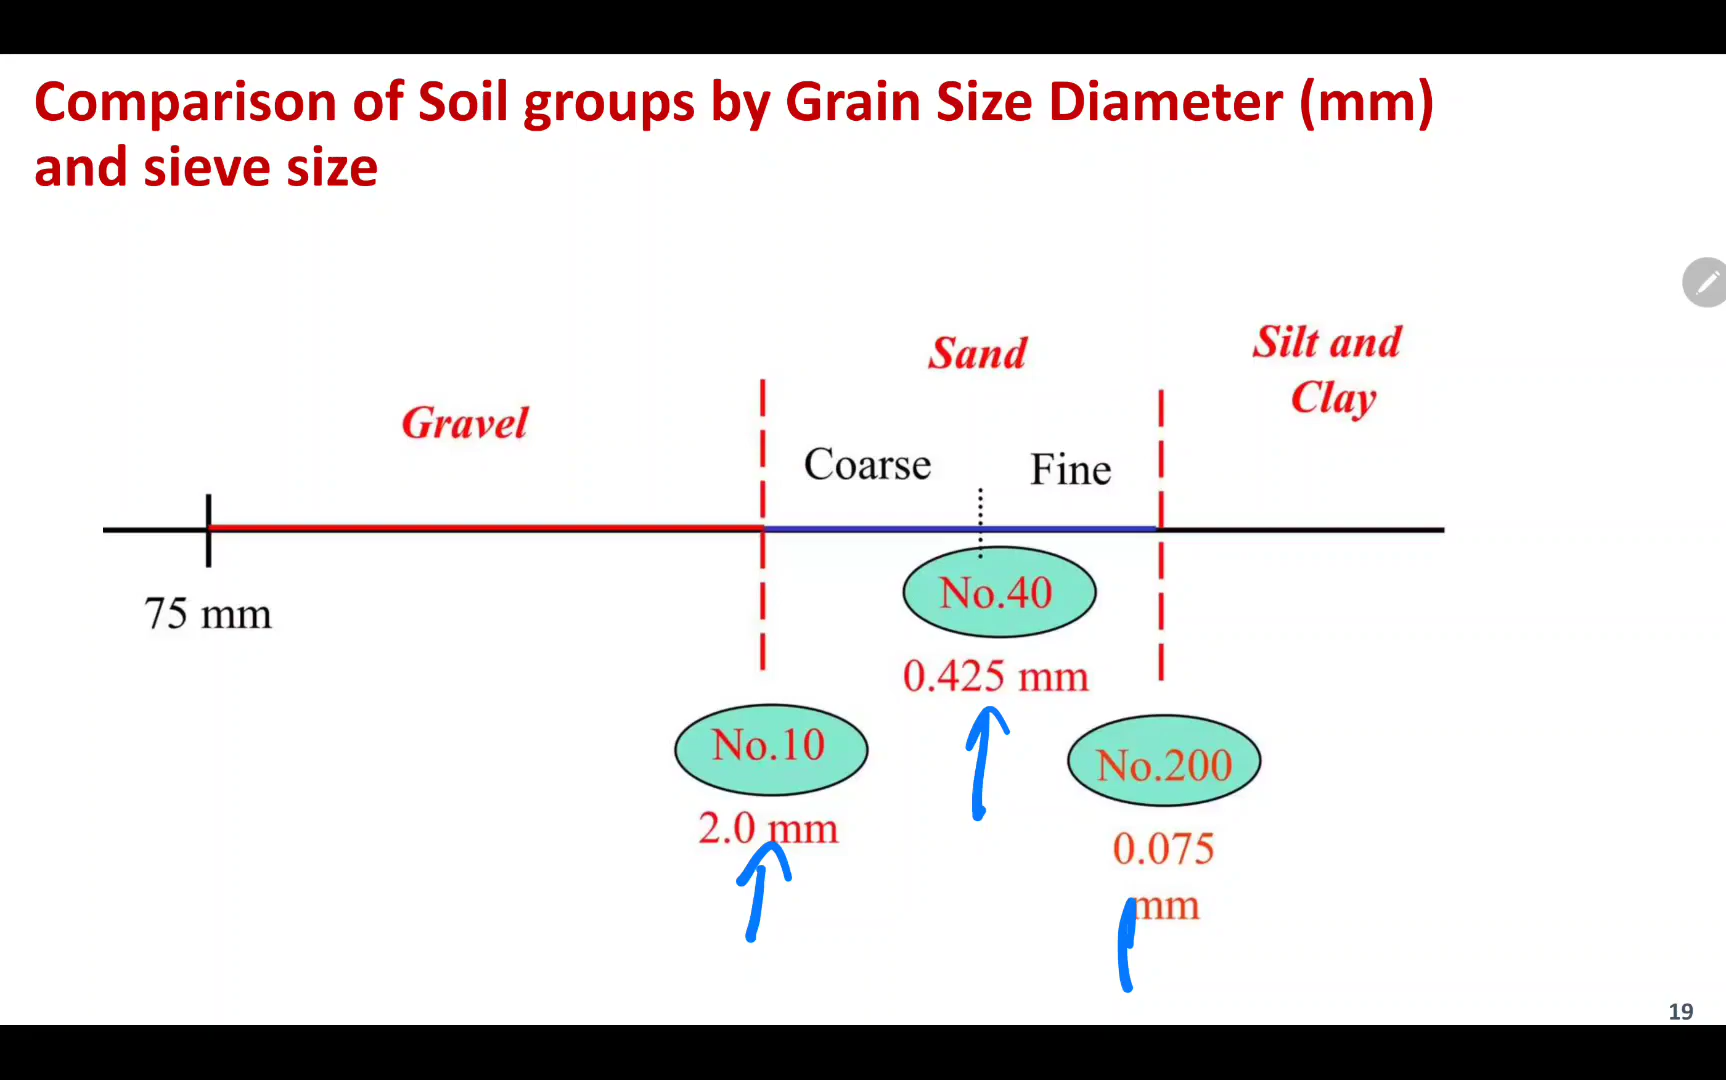 Comparison of Soil groups by Grain Size Diameter (mm)
and sieve size
Gravel
Sand
Silt and
Clay
Coarse
Fine
75 mm
No.40
0.425 mm
No.10
2.0 mm
No.200
0.075
mm
19